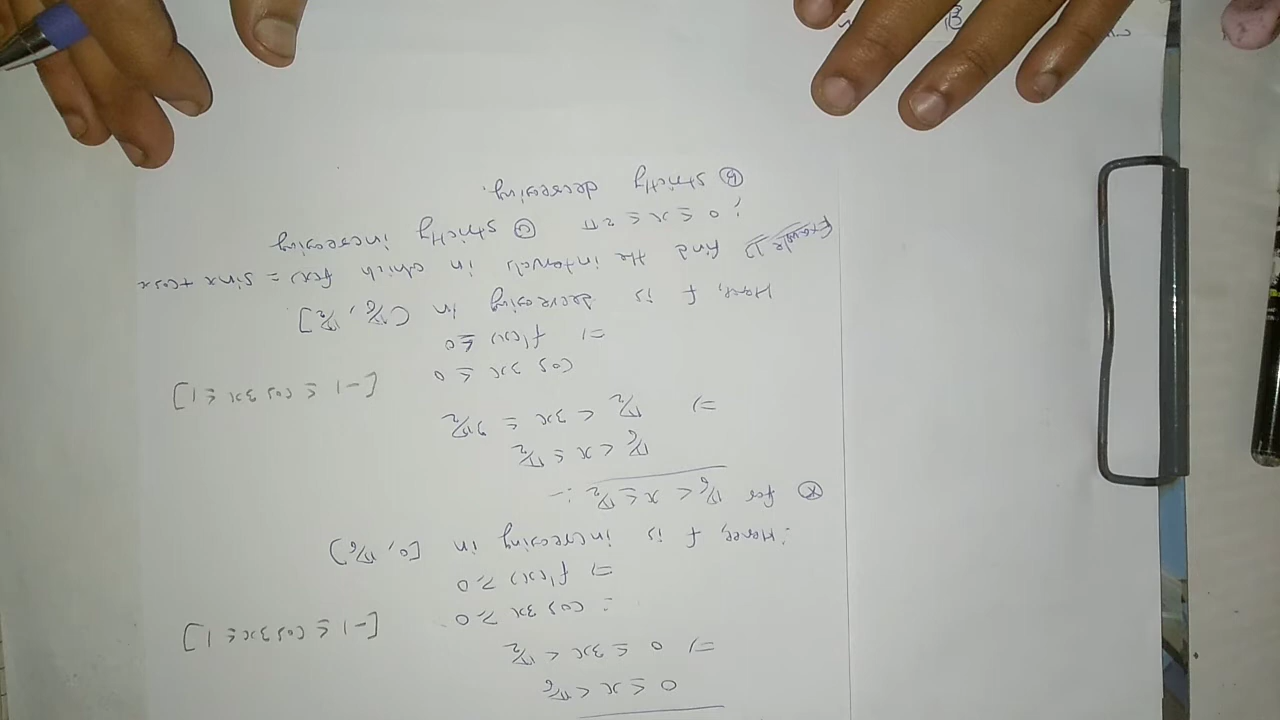 0 ≤ x < π/6
⇒ 0 ≤ 3x < π/2
∴ cos 3x ≥ 0 [-1 ≤ cos 3x ≤ 1]
⇒ f'(x) ≥ 0
∴ Hence, f is increasing in [0, π/6)
ⓧ for π/6 < x ≤ π/2 :-
π/6 < x ≤ π/2
⇒ π/2 < 3x ≤ 3π/2
cos 3x ≤ 0 [-1 ≤ cos 3x ≤ 1]
⇒ f'(x) ≤ 0
Hence, f is decreasing in (π/6, π/2]
Example 13 find the intervals in which f(x) = sinx + cosx
; 0 ≤ x ≤ 2π ⓐ strictly increasing
ⓑ strictly decreasing.